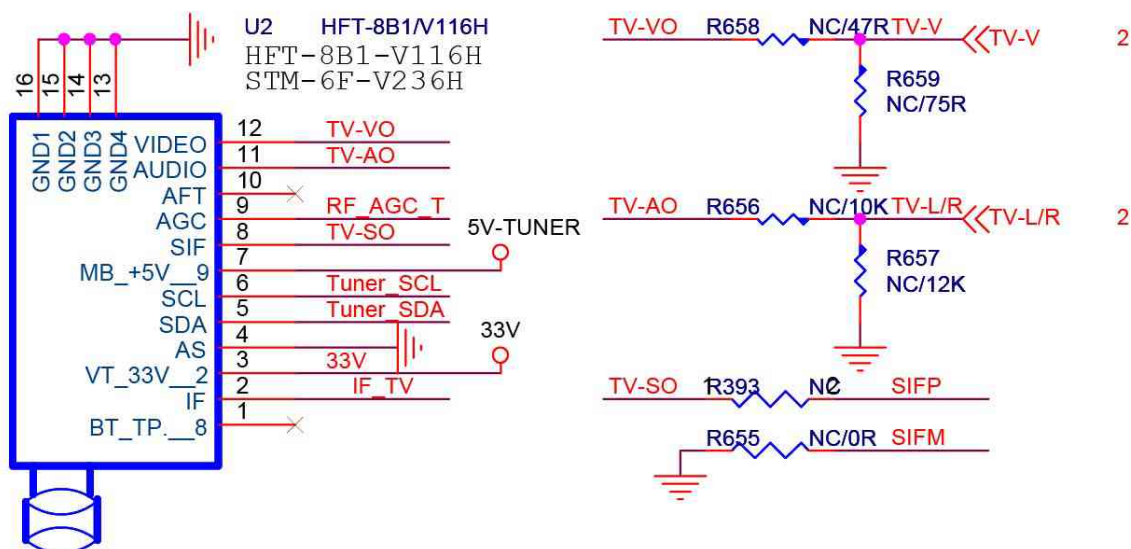 U2 HFT-8B1/V116H
HFT-8B1-V116H
STM-6F-V236H
16 15 14 13
GND1 GND2 GND3 GND4
VIDEO 12 TV-VO
AUDIO 11 TV-AO
AFT 10
AGC 9 RF_AGC_T
SIF 8 TV-SO
MB_+5V__9 7 5V-TUNER
SCL 6 Tuner_SCL
SDA 5 Tuner_SDA
AS 4
VT_33V__2 3 33V 33V
IF 2 IF_TV
BT_TP.__8 1
TV-VO R658 NC/47R TV-V TV-V 2
R659
NC/75R
TV-AO R656 NC/10K TV-L/R TV-L/R 2
R657
NC/12K
TV-SO 1 R393 NC 2 SIFP
R655 NC/0R SIFM